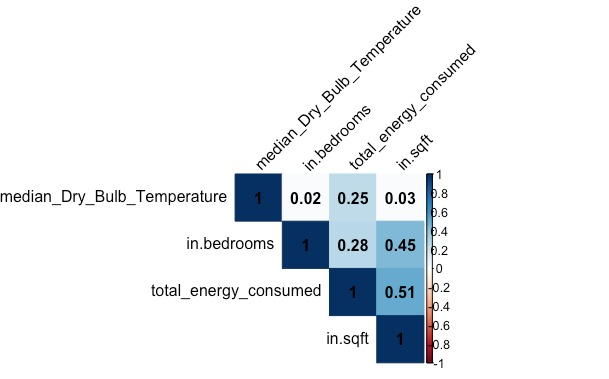 median_Dry_Bulb_Temperature
in.bedrooms
total_energy_consumed
in.sqft
median_Dry_Bulb_Temperature 1 0.02 0.25 0.03
in.bedrooms 1 0.28 0.45
total_energy_consumed 1 0.51
in.sqft 1
1
0.8
0.6
0.4
0.2
0
-0.2
-0.4
-0.6
-0.8
-1